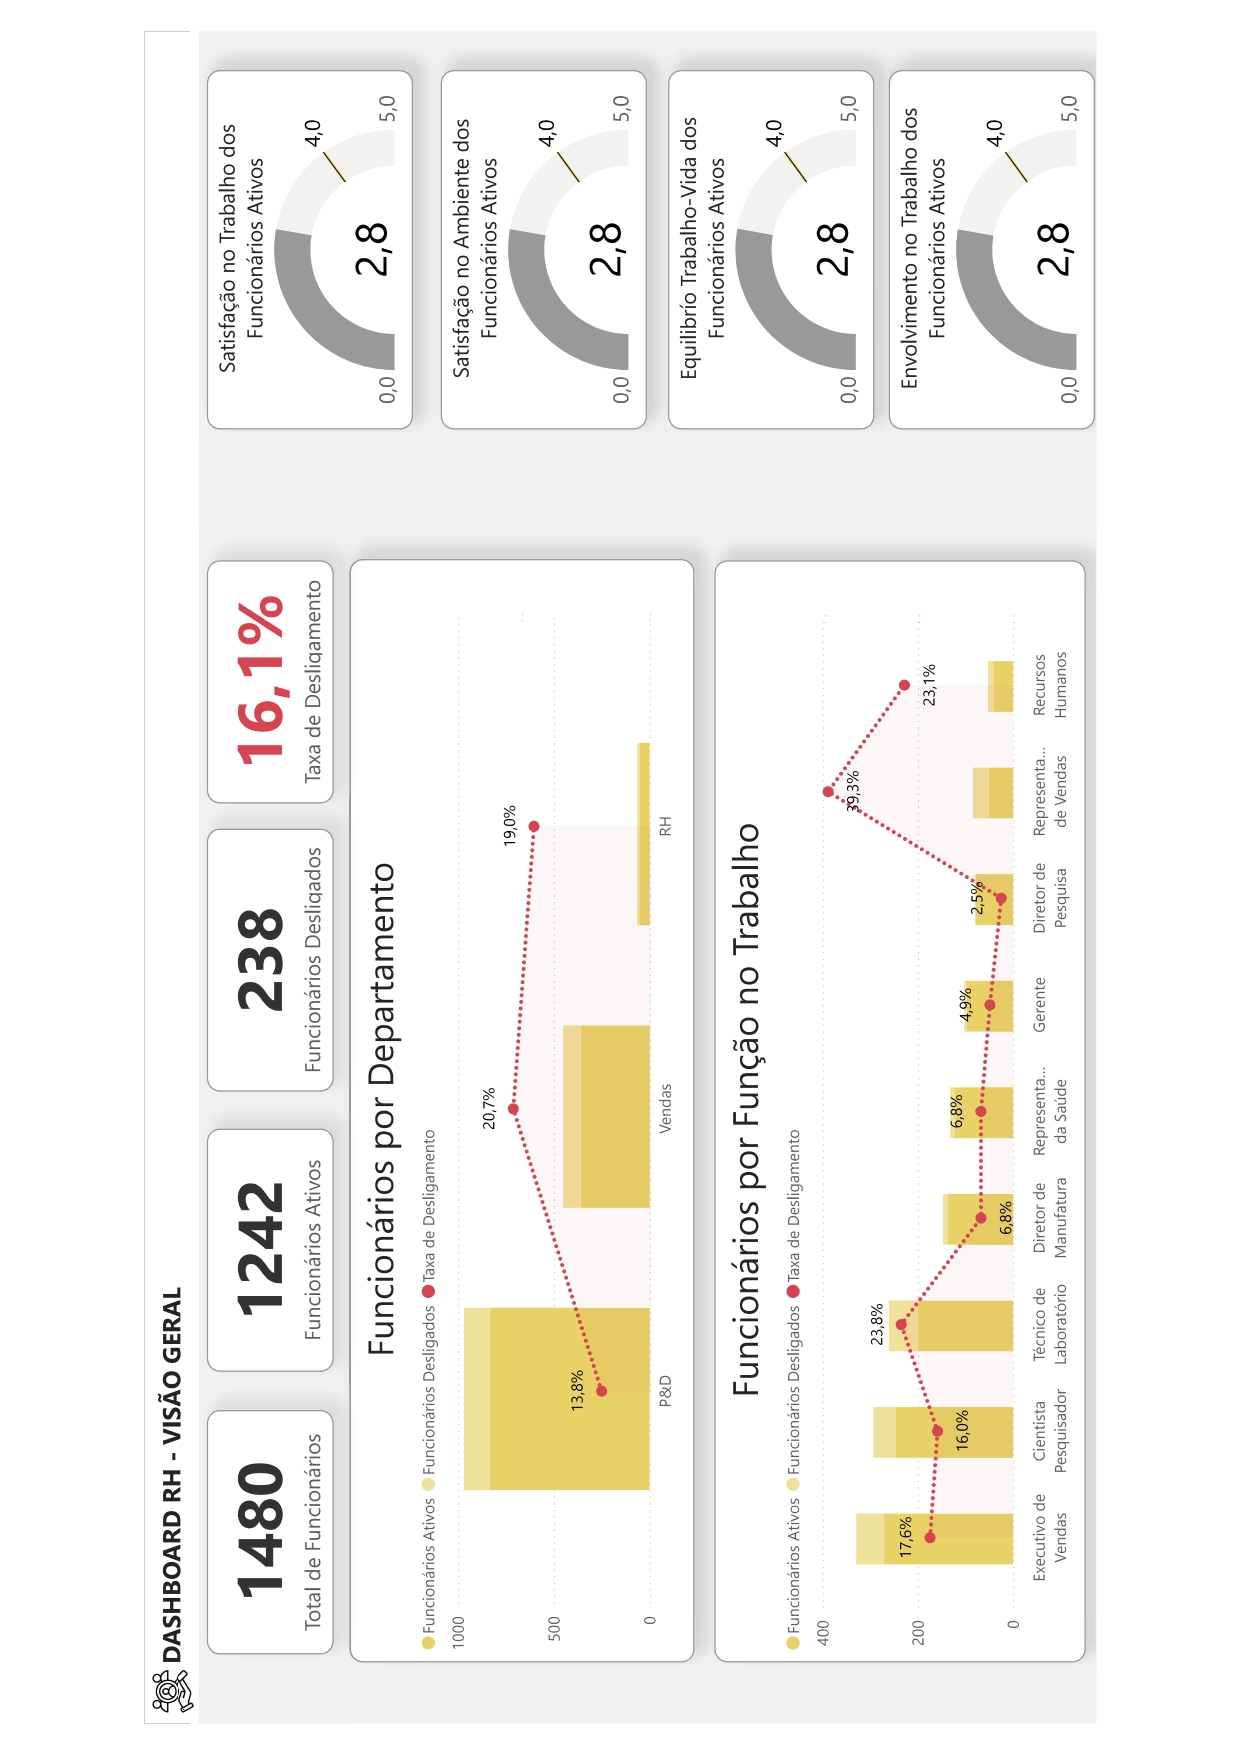 DASHBOARD RH - VISÃO GERAL
1480
Total de Funcionários
1242
Funcionários Ativos
238
Funcionários Desligados
16,1%
Taxa de Desligamento
Funcionários por Departamento
Funcionários Ativos Funcionários Desligados Taxa de Desligamento
1000
500
0
13,8%
20,7%
19,0%
P&D
Vendas
RH
Funcionários por Função no Trabalho
Funcionários Ativos Funcionários Desligados Taxa de Desligamento
400
200
0
17,6%
16,0%
23,8%
6,8%
6,8%
4,9%
2,5%
39,3%
23,1%
Executivo de
Vendas
Cientista
Pesquisador
Técnico de
Laboratório
Diretor de
Manufatura
Representa...
da Saúde
Gerente
Diretor de
Pesquisa
Representa...
de Vendas
Recursos
Humanos
Satisfação no Trabalho dos
Funcionários Ativos
4,0
2,8
0,0
5,0
Satisfação no Ambiente dos
Funcionários Ativos
4,0
2,8
0,0
5,0
Equilibrío Trabalho-Vida dos
Funcionários Ativos
4,0
2,8
0,0
5,0
Envolvimento no Trabalho dos
Funcionários Ativos
4,0
2,8
0,0
5,0